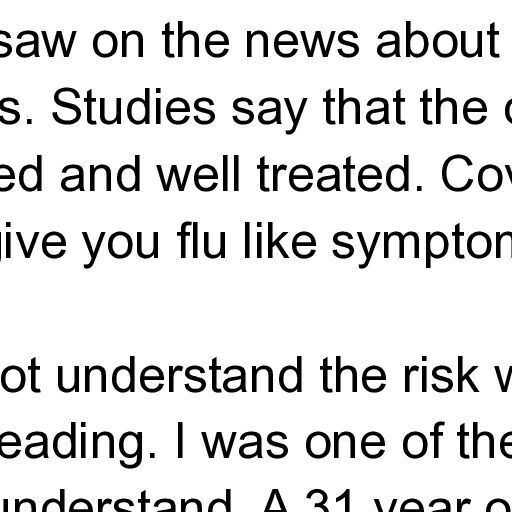 saw on the news about
s. Studies say that the
ed and well treated. Cov
give you flu like sympton
ot understand the risk
eading. I was one of the
understand. A 31 year o